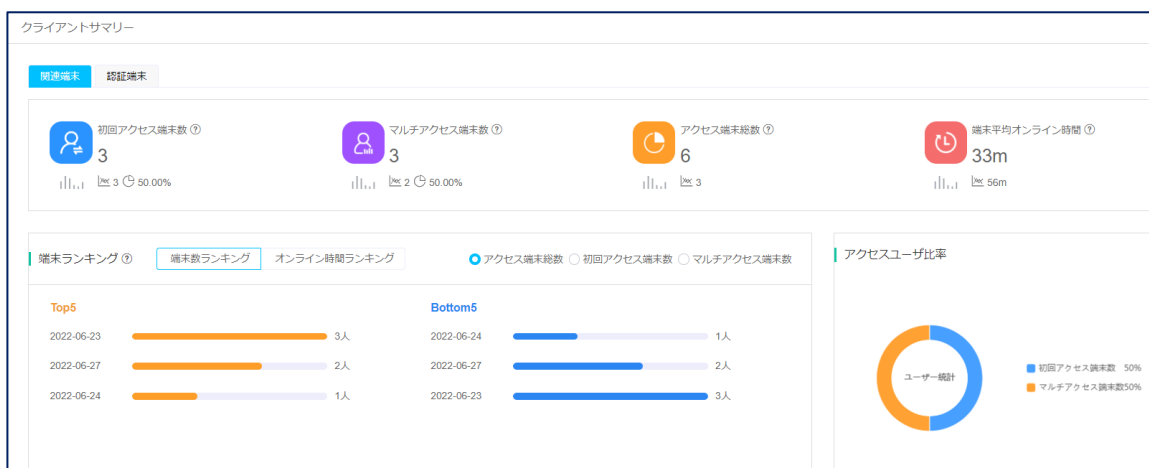 クライアントサマリー
関連端末 認証端末
初回アクセス端末数 ?
3
3 50.00%
マルチアクセス端末数 ?
3
2 50.00%
アクセス端末総数 ?
6
3
端末平均オンライン時間 ?
33m
56m
端末ランキング ? 端末数ランキング オンライン時間ランキング アクセス端末総数 初回アクセス端末数 マルチアクセス端末数
Top5
2022-06-23 3人
2022-06-27 2人
2022-06-24 1人
Bottom5
2022-06-24 1人
2022-06-27 2人
2022-06-23 3人
アクセスユーザ比率
ユーザー統計
初回アクセス端末数 50%
マルチアクセス端末数50%